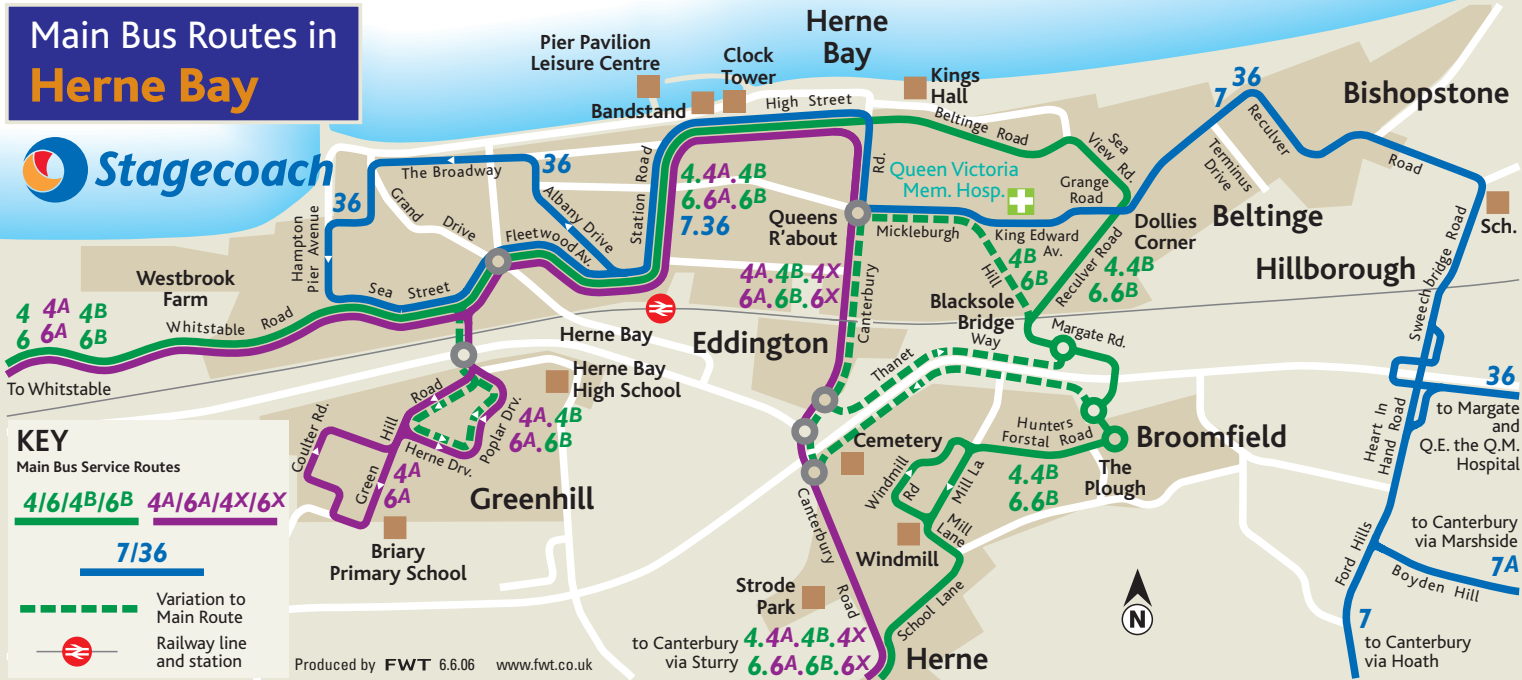 Main Bus Routes in
Herne Bay
Stagecoach
Pier Pavilion
Leisure Centre
Clock
Tower
Bandstand
Herne
Bay
High Street
Kings
Hall
Beltinge Road
Sea
View Rd.
36
7
Reculver
Road
Bishopstone
Terminus
Drive
Sch.
Queen Victoria
Mem. Hosp.
Grange
Road
Dollies
Corner
Beltinge
Hillborough
36
The Broadway
36
Grand
Drive
Albany Drive
Fleetwood Av.
Station Road
4.4A.4B
6.6A.6B
7.36
Rd.
Queens
R'about
Mickleburgh
Hill
King Edward
Av.
4B
6B
Reculver Road
4.4B
6.6B
Hampton
Pier Avenue
Sea Street
Westbrook
Farm
4 4A 4B
6 6A 6B
Whitstable Road
To Whitstable
Herne Bay
Eddington
4A.4B.4X
6A.6B.6X
Canterbury
Blacksole
Bridge
Way
Thanet
Margate Rd.
Sweechbridge Road
36
to Margate
and
Q.E. the Q.M.
Hospital
Heart In
Hand Road
Herne Bay
High School
Road
Hill
Green
Coulter Rd.
Herne Drv.
Poplar Drv.
4A.4B
6A.6B
4A
6A
Greenhill
Briary
Primary School
Cemetery
Hunters
Forstal Road
Broomfield
The
Plough
4.4B
6.6B
Windmill
Rd
Mill La
Mill
Lane
Windmill
School Lane
Canterbury
Road
Strode
Park
to Canterbury
via Sturry
4.4A.4B.4X
6.6A.6B.6X
Herne
N
Ford Hills
to Canterbury
via Marshside
7A
Boyden Hill
7
to Canterbury
via Hoath
KEY
Main Bus Service Routes
4/6/4B/6B 4A/6A/4X/6X
7/36
Variation to
Main Route
Railway line
and station
Produced by FWT 6.6.06 www.fwt.co.uk